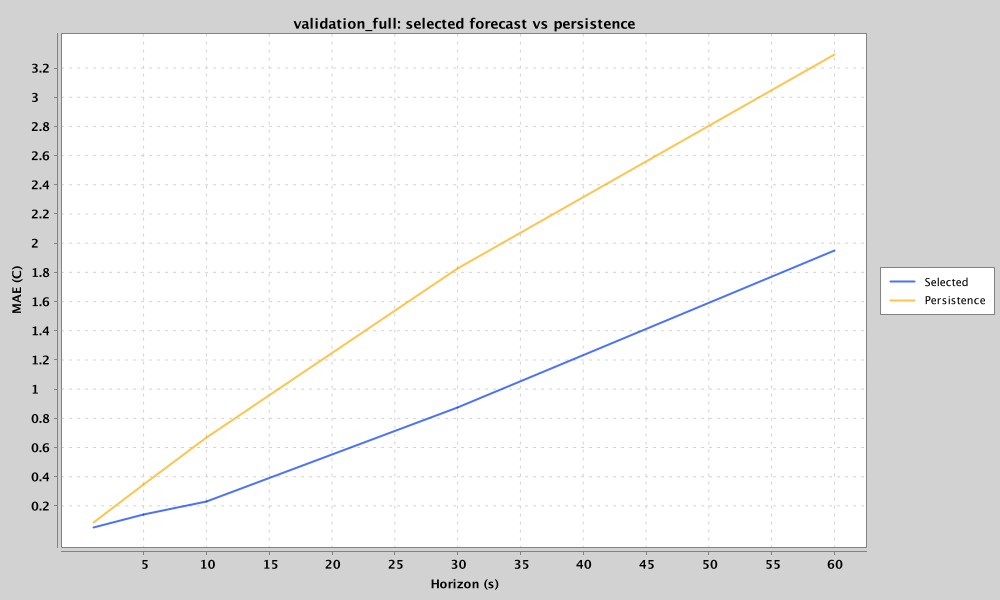 validation_full: selected forecast vs persistence
3.2
3
2.8
2.6
2.4
2.2
2
1.8
1.6
1.4
1.2
1
0.8
0.6
0.4
0.2
MAE (C)
5 10 15 20 25 30 35 40 45 50 55 60
Horizon (s)
Selected
Persistence